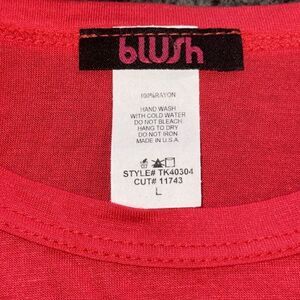 blush
100% RAYON
HAND WASH
WITH COLD WATER
DO NOT BLEACH
HANG TO DRY
DO NOT IRON
MADE IN U.S.A.
STYLE# TK40304
CUT# 11743
L